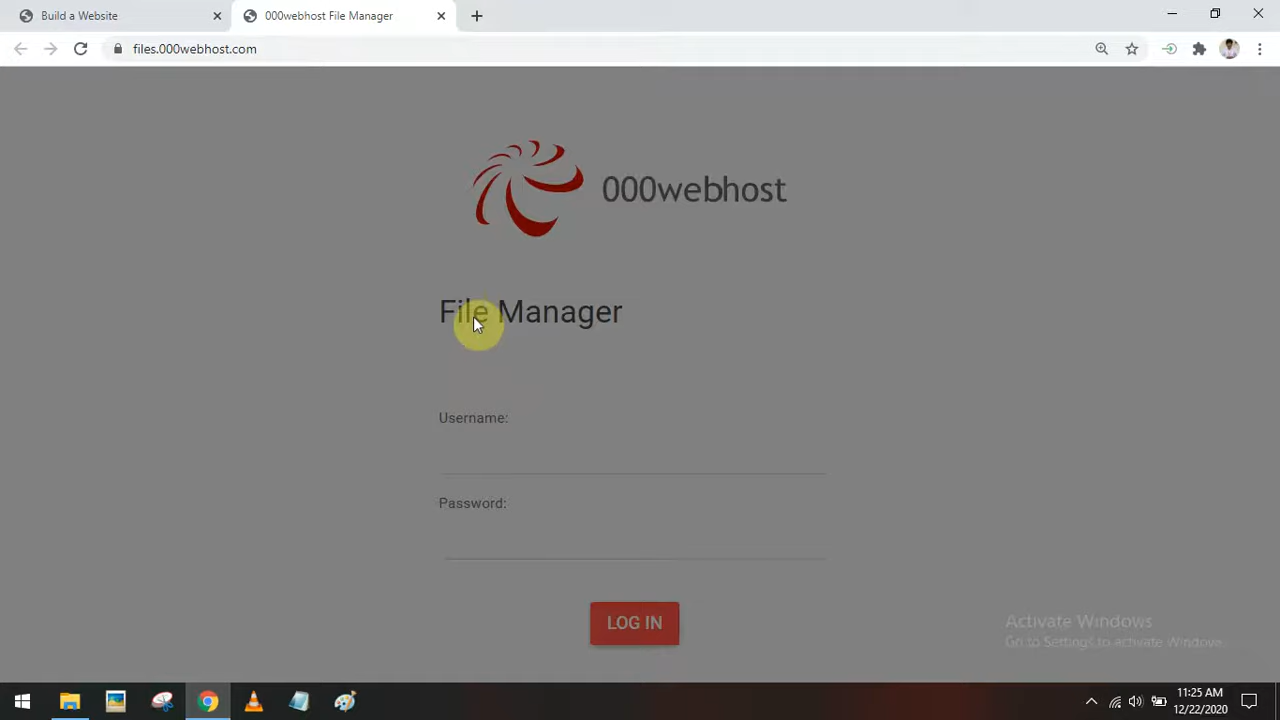 Build a Website
000webhost File Manager
files.000webhost.com
000webhost
File Manager
Username:
Password:
LOG IN
Activate Windows
Go to Settings to activate Windows.
11:25 AM
12/22/2020